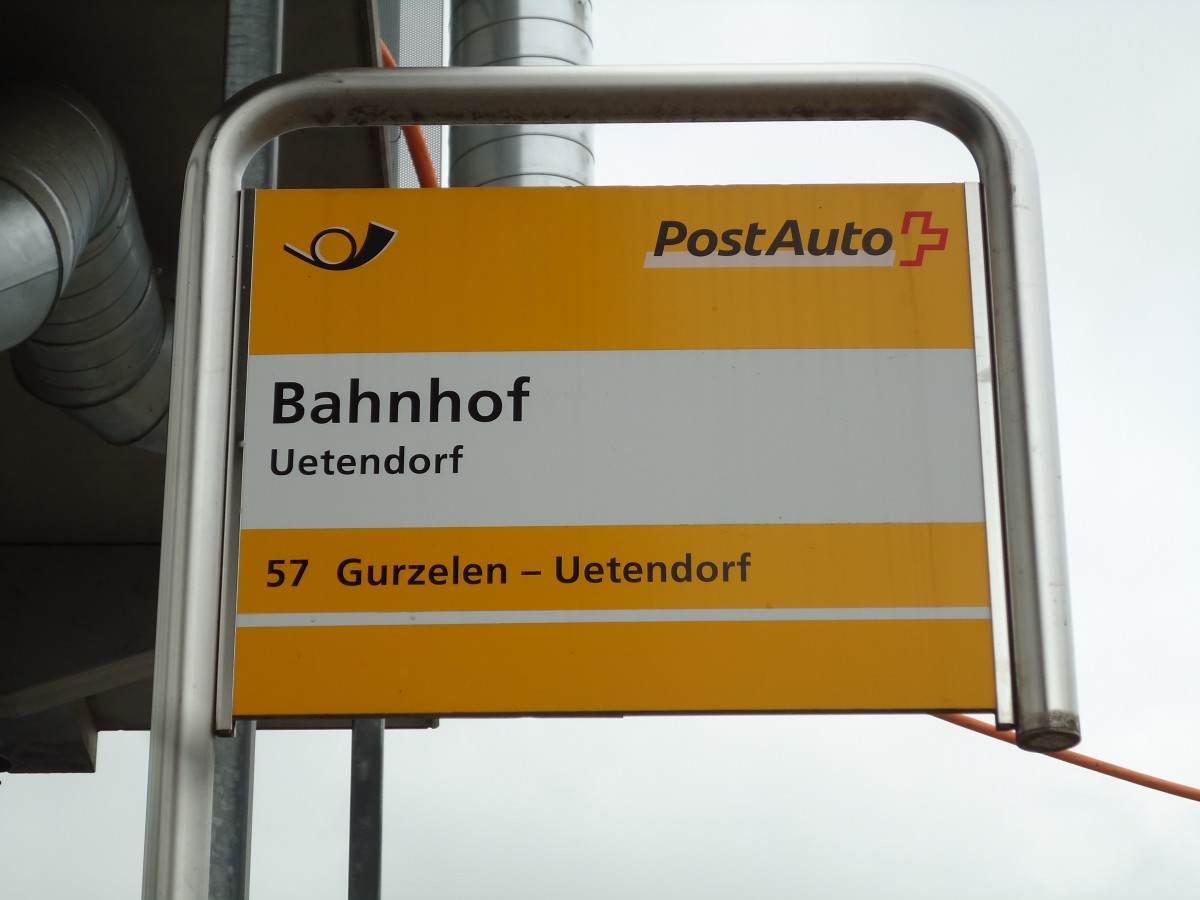 PostAuto
Bahnhof
Uetendorf
57 Gurzelen – Uetendorf